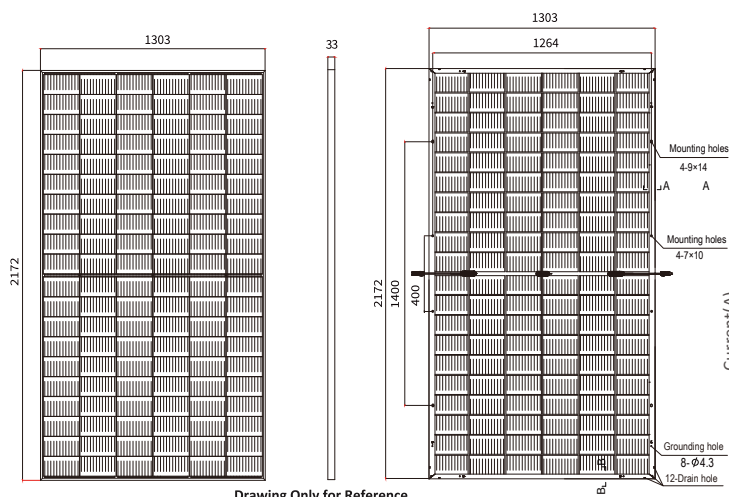 1303
33
1303
1264
2172
2172
1400
400
Mounting holes
4-9×14
A
A
Mounting holes
4-7×10
Current(A)
Grounding hole
8-Φ4.3
12-Drain hole
B
B
Drawing Only for Reference